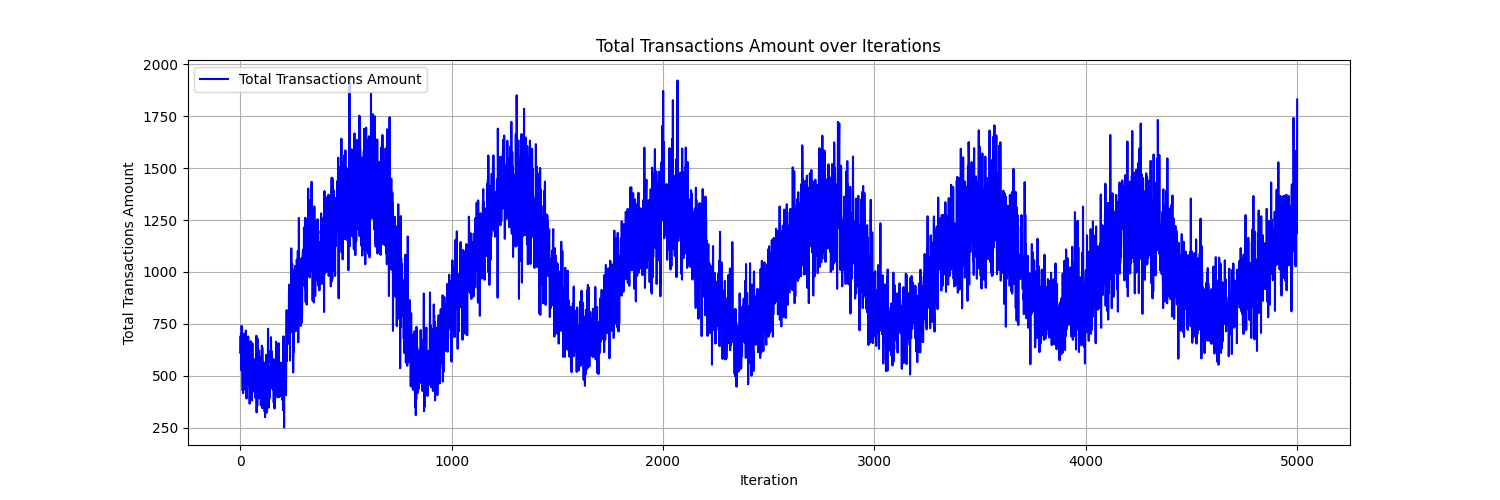 Total Transactions Amount over Iterations
Total Transactions Amount
2000
1750
1500
1250
1000
750
500
250
Total Transactions Amount
0 1000 2000 3000 4000 5000
Iteration